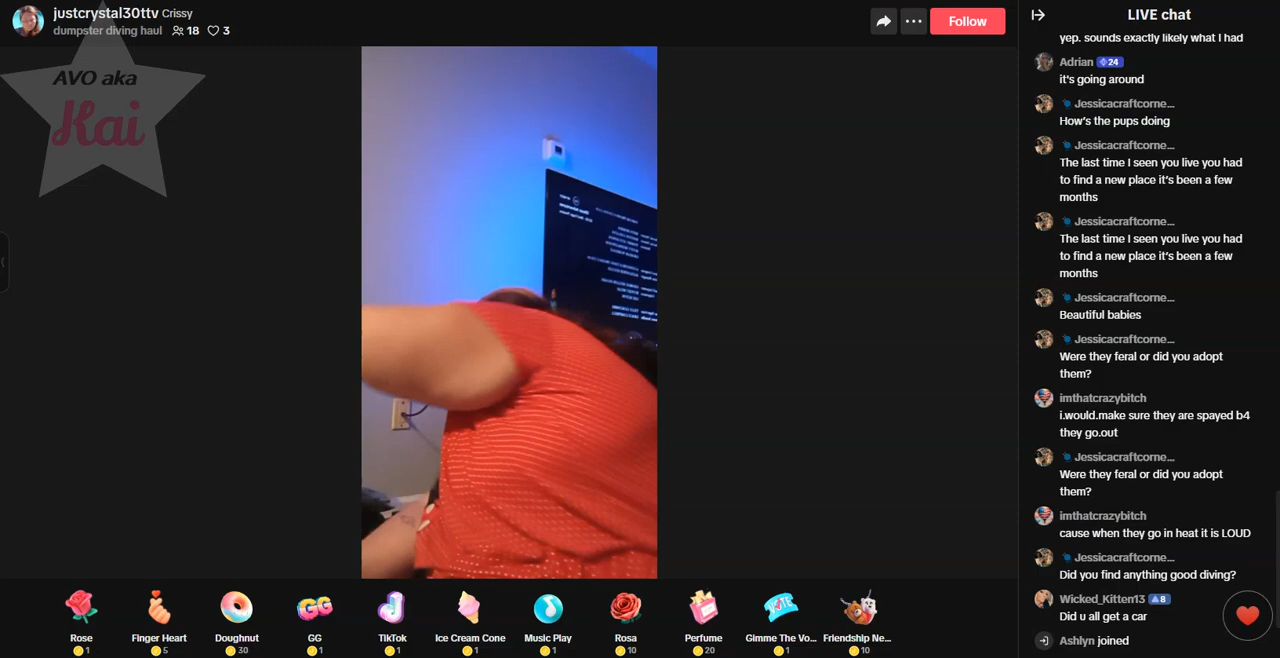 justcrystal30ttv Crissy
dumpster diving haul 18 3
Follow
LIVE chat
AVO aka
Kai
yep. sounds exactly likely what I had
Adrian 24
it's going around
Jessicacraftcorne...
How's the pups doing
Jessicacraftcorne...
The last time I seen you live you had
to find a new place it's been a few
months
Jessicacraftcorne...
The last time I seen you live you had
to find a new place it's been a few
months
Jessicacraftcorne...
Beautiful babies
Jessicacraftcorne...
Were they feral or did you adopt
them?
imthatcrazybitch
i.would.make sure they are spayed b4
they go.out
Jessicacraftcorne...
Were they feral or did you adopt
them?
imthatcrazybitch
cause when they go in heat it is LOUD
Jessicacraftcorne...
Did you find anything good diving?
Wicked_Kitten13 8
Did u all get a car
Ashlyn joined
GG
VOTE
Rose
Finger Heart
Doughnut
GG
TikTok
Ice Cream Cone
Music Play
Rosa
Perfume
Gimme The Vo...
Friendship Ne...
1
5
30
1
1
1
1
10
20
1
10